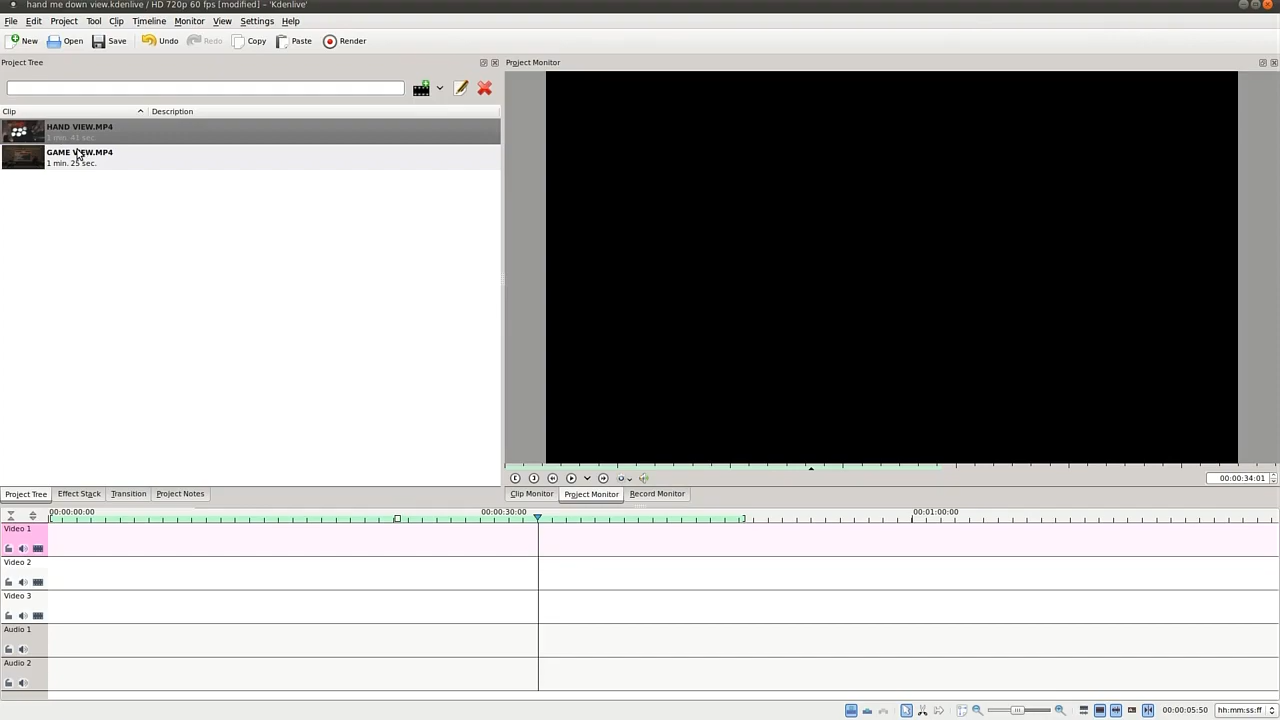 hand me down view.kdenlive / HD 720p 60 fps [modified] – 'Kdenlive'
File Edit Project Tool Clip Timeline Monitor View Settings Help
New Open Save Undo Redo Copy Paste Render
Project Tree
Project Monitor
Clip Description
HAND VIEW.MP4
1 min. 41 sec.
GAME VIEW.MP4
1 min. 25 sec.
00:00:34:01
Project Tree Effect Stack Transition Project Notes
Clip Monitor Project Monitor Record Monitor
00:00:00:00 00:00:30:00 00:01:00:00
Video 1
Video 2
Video 3
Audio 1
Audio 2
00:00:05:50 hh:mm:ss:ff